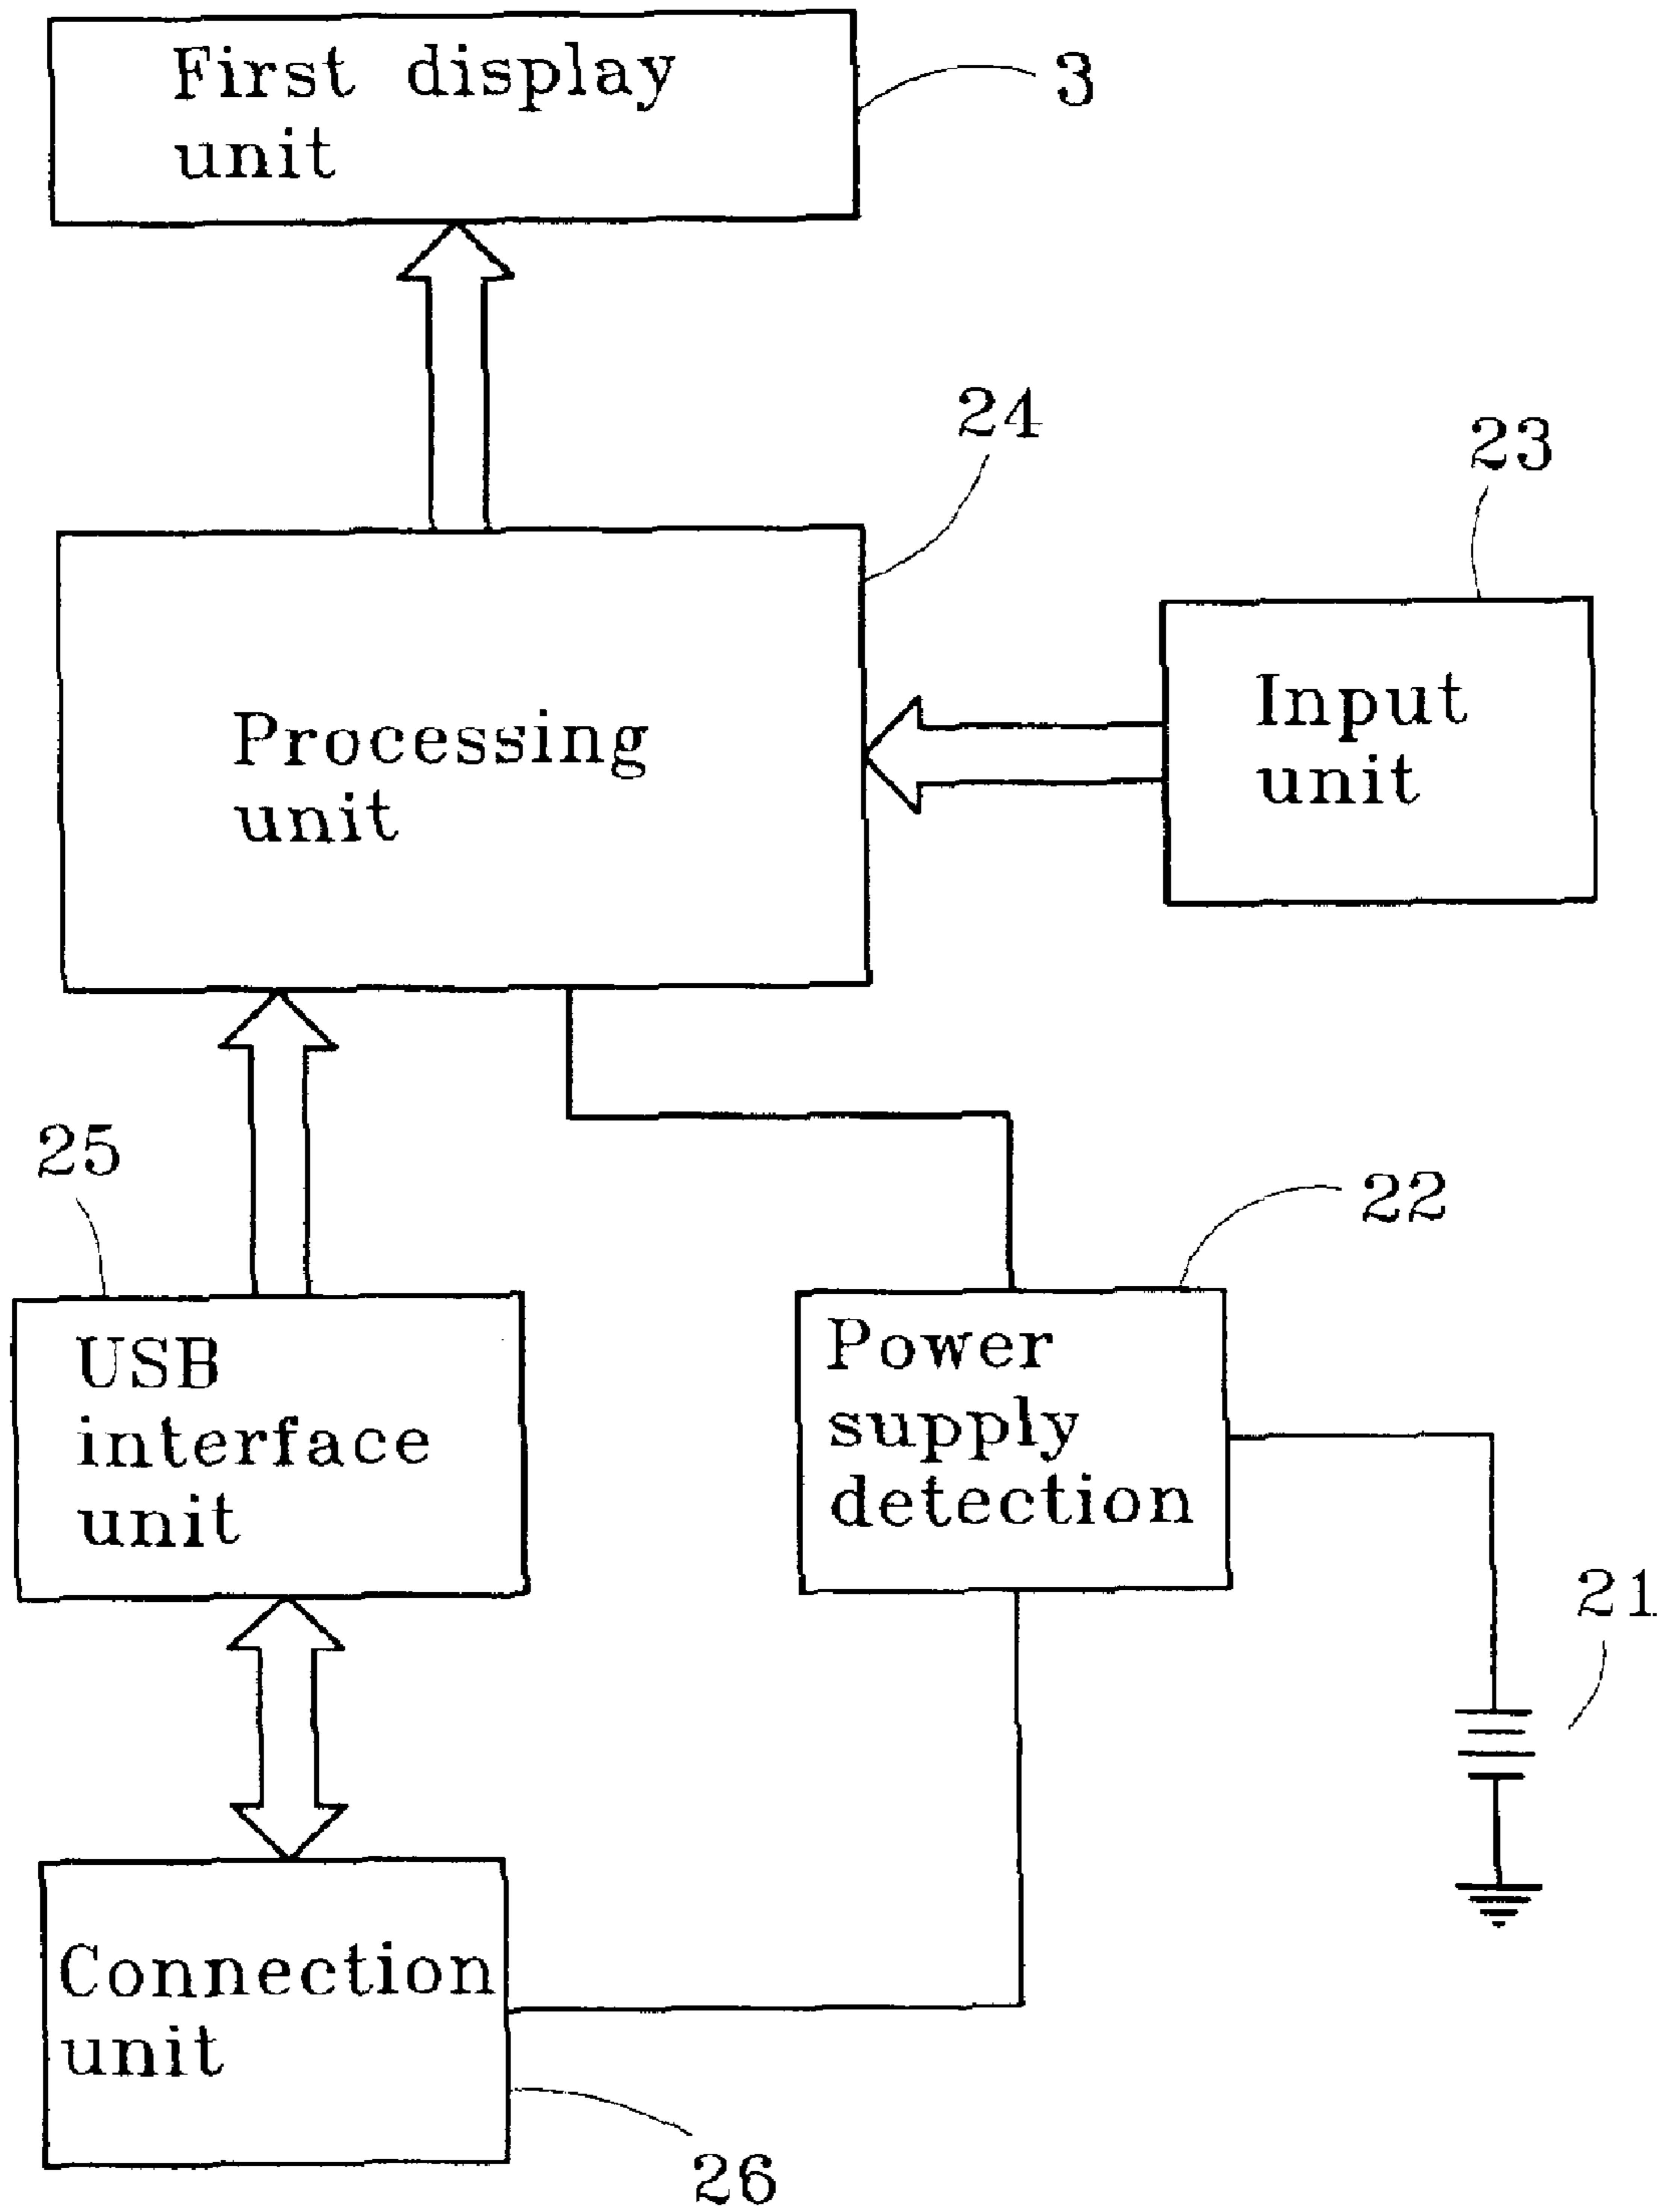 First display
unit
3
24
23
Processing
unit
Input
unit
25
22
USB
interface
unit
Power
supply
detection
21
Connection
unit
26